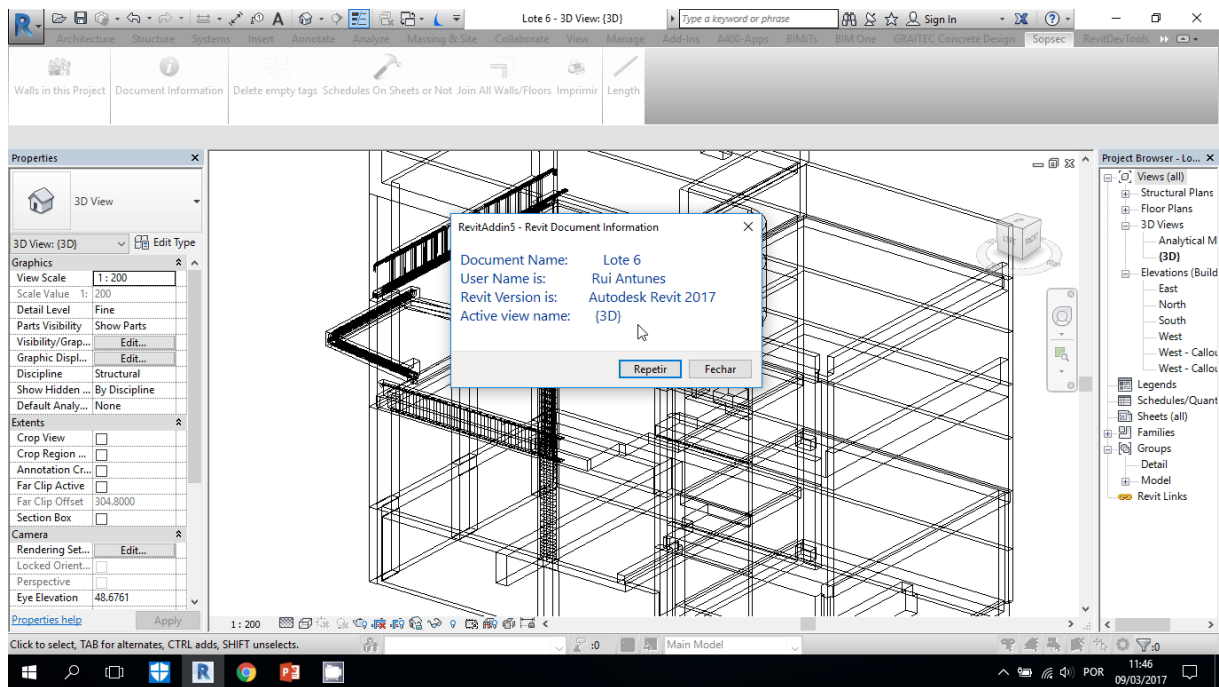 Lote 6 - 3D View: {3D}
Type a keyword or phrase
Sign In
Architecture Structure Systems Insert Annotate Analyze Massing & Site Collaborate View Manage Add-Ins A400-Apps BIMiTs BIM One GRAITEC Concrete Design Sopsec RevitDevTools
Walls in this Project Document Information Delete empty tags Schedules On Sheets or Not Join All Walls/Floors Imprimir Length
Properties
3D View
3D View: {3D} Edit Type
Graphics
View Scale 1 : 200
Scale Value 1: 200
Detail Level Fine
Parts Visibility Show Parts
Visibility/Grap... Edit...
Graphic Displ... Edit...
Discipline Structural
Show Hidden ... By Discipline
Default Analy... None
Extents
Crop View
Crop Region ...
Annotation Cr...
Far Clip Active
Far Clip Offset 304.8000
Section Box
Camera
Rendering Set... Edit...
Locked Orient...
Perspective
Eye Elevation 48.6761
Properties help Apply
RevitAddin5 - Revit Document Information
Document Name: Lote 6
User Name is: Rui Antunes
Revit Version is: Autodesk Revit 2017
Active view name: {3D}
Repetir Fechar
Project Browser - Lo...
Views (all)
Structural Plans
Floor Plans
3D Views
Analytical M
{3D}
Elevations (Build
East
North
South
West
West - Callou
West - Callou
Legends
Schedules/Quant
Sheets (all)
Families
Groups
Detail
Model
Revit Links
1 : 200
Click to select, TAB for alternates, CTRL adds, SHIFT unselects.
:0
Main Model
:0
POR
11:46
09/03/2017